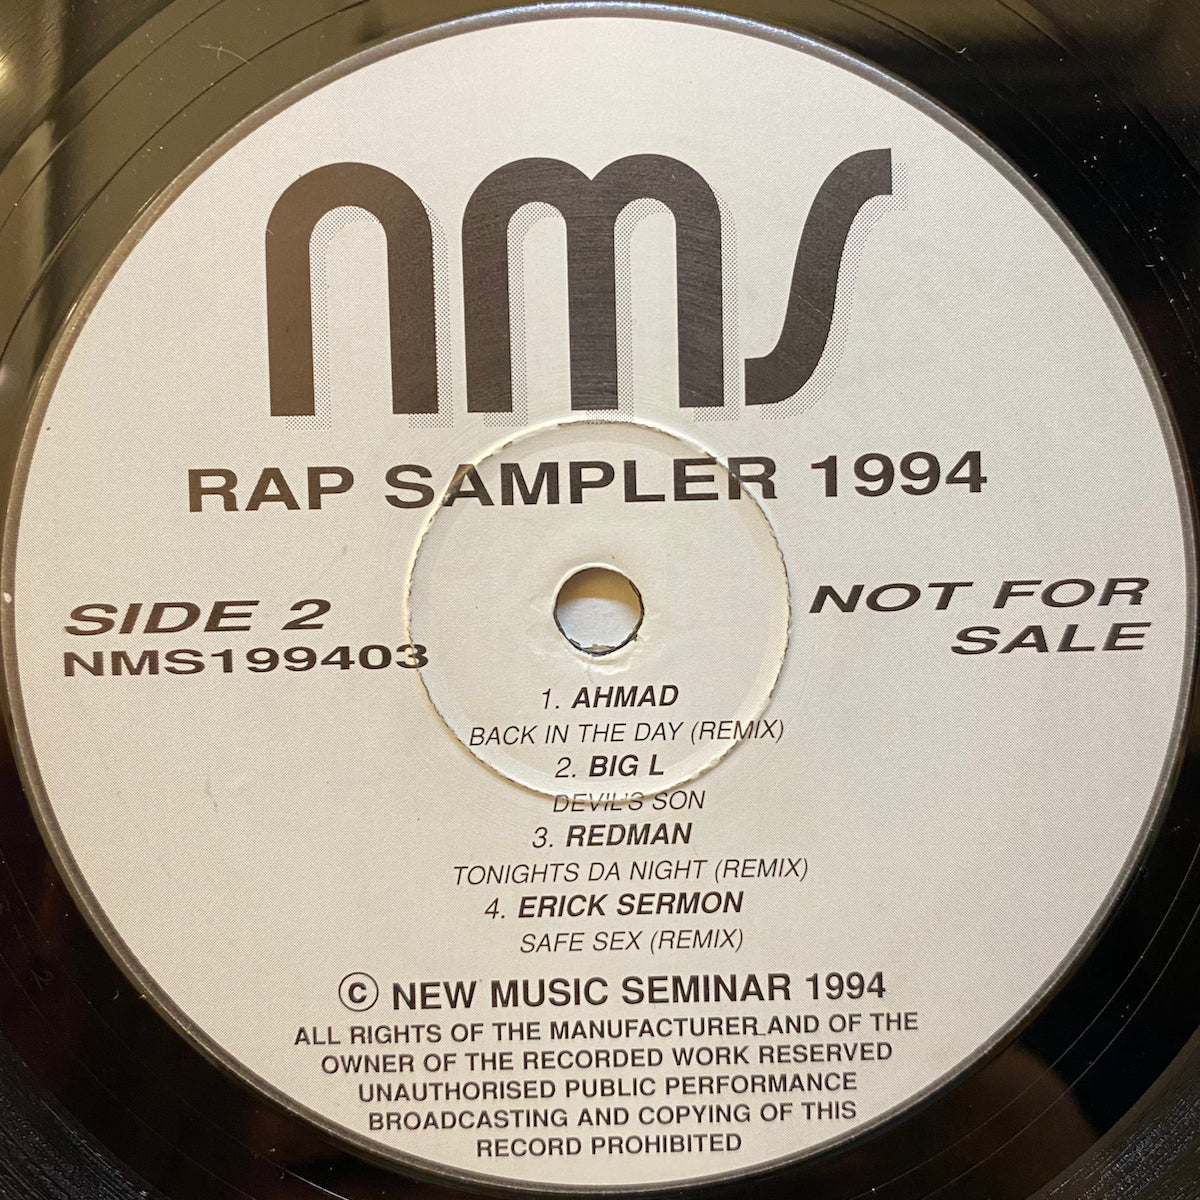 nms
RAP SAMPLER 1994
SIDE 2
NMS199403
NOT FOR
SALE
1. AHMAD
BACK IN THE DAY (REMIX)
2. BIG L
DEVIL'S SON
3. REDMAN
TONIGHTS DA NIGHT (REMIX)
4. ERICK SERMON
SAFE SEX (REMIX)
© NEW MUSIC SEMINAR 1994
ALL RIGHTS OF THE MANUFACTURER AND OF THE
OWNER OF THE RECORDED WORK RESERVED
UNAUTHORISED PUBLIC PERFORMANCE
BROADCASTING AND COPYING OF THIS
RECORD PROHIBITED